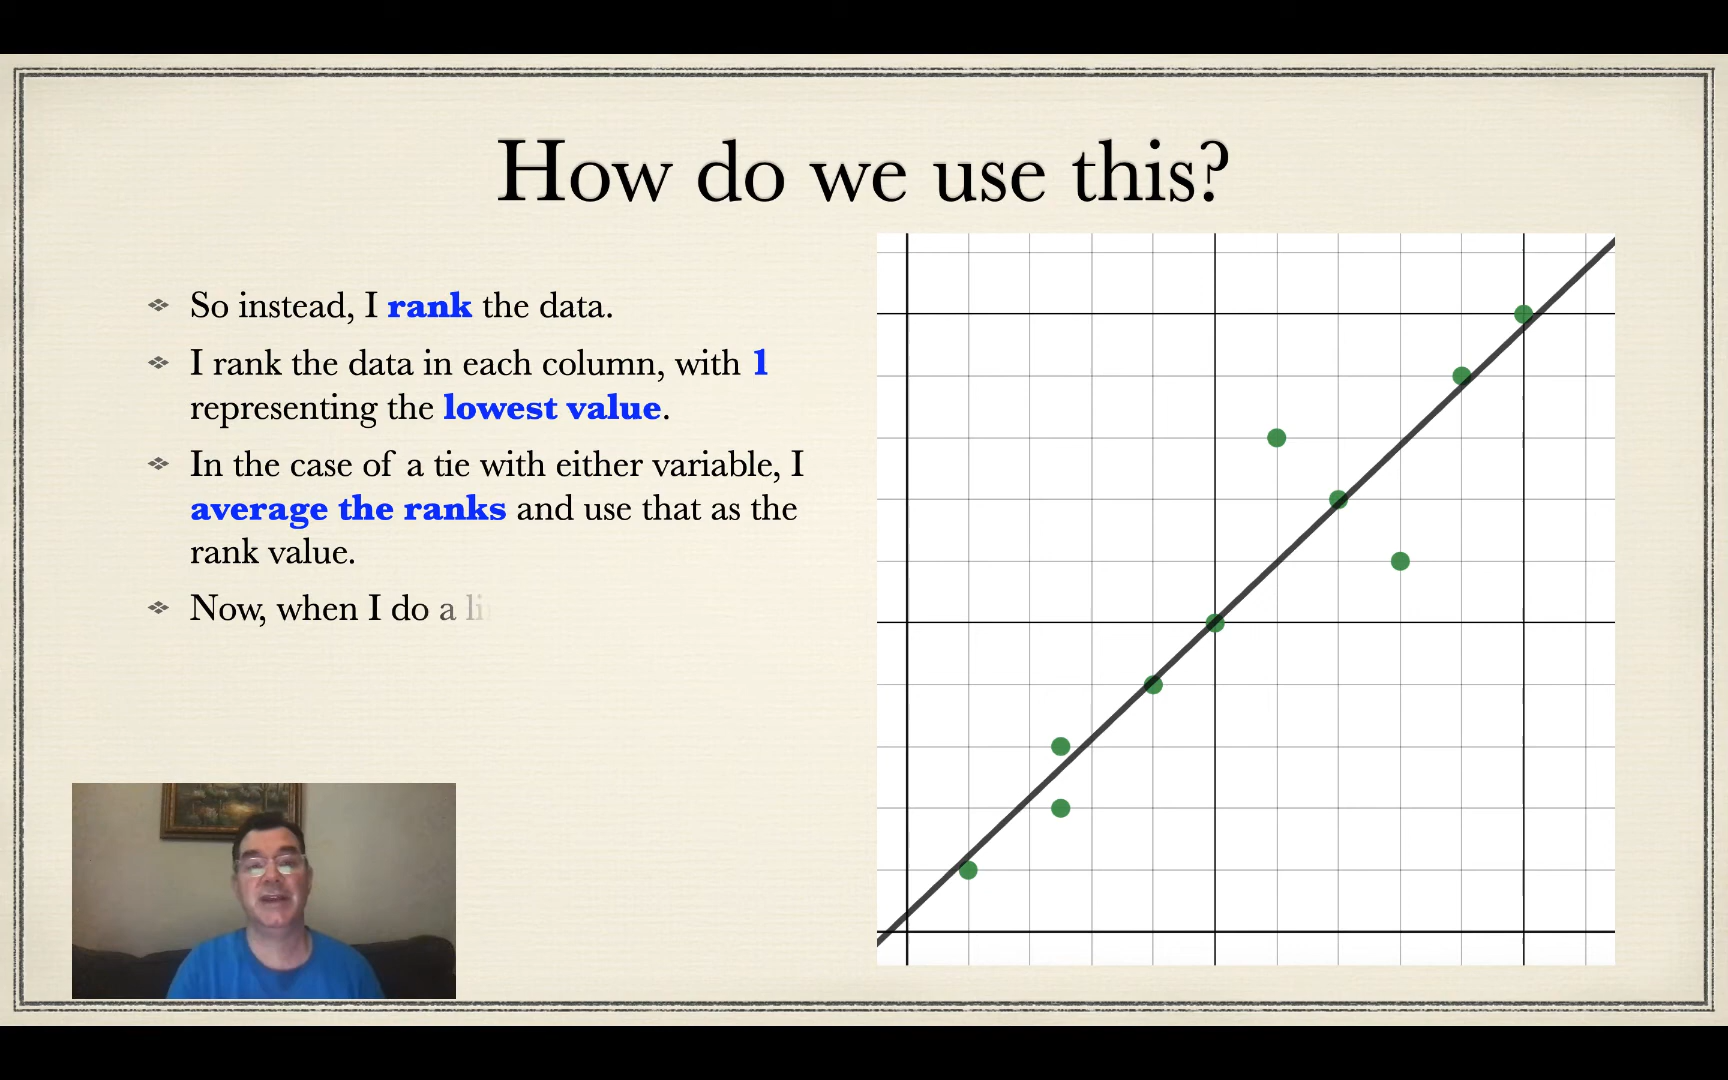 How do we use this?
So instead, I rank the data.
I rank the data in each column, with 1
representing the lowest value.
In the case of a tie with either variable, I
average the ranks and use that as the
rank value.
Now, when I do a li